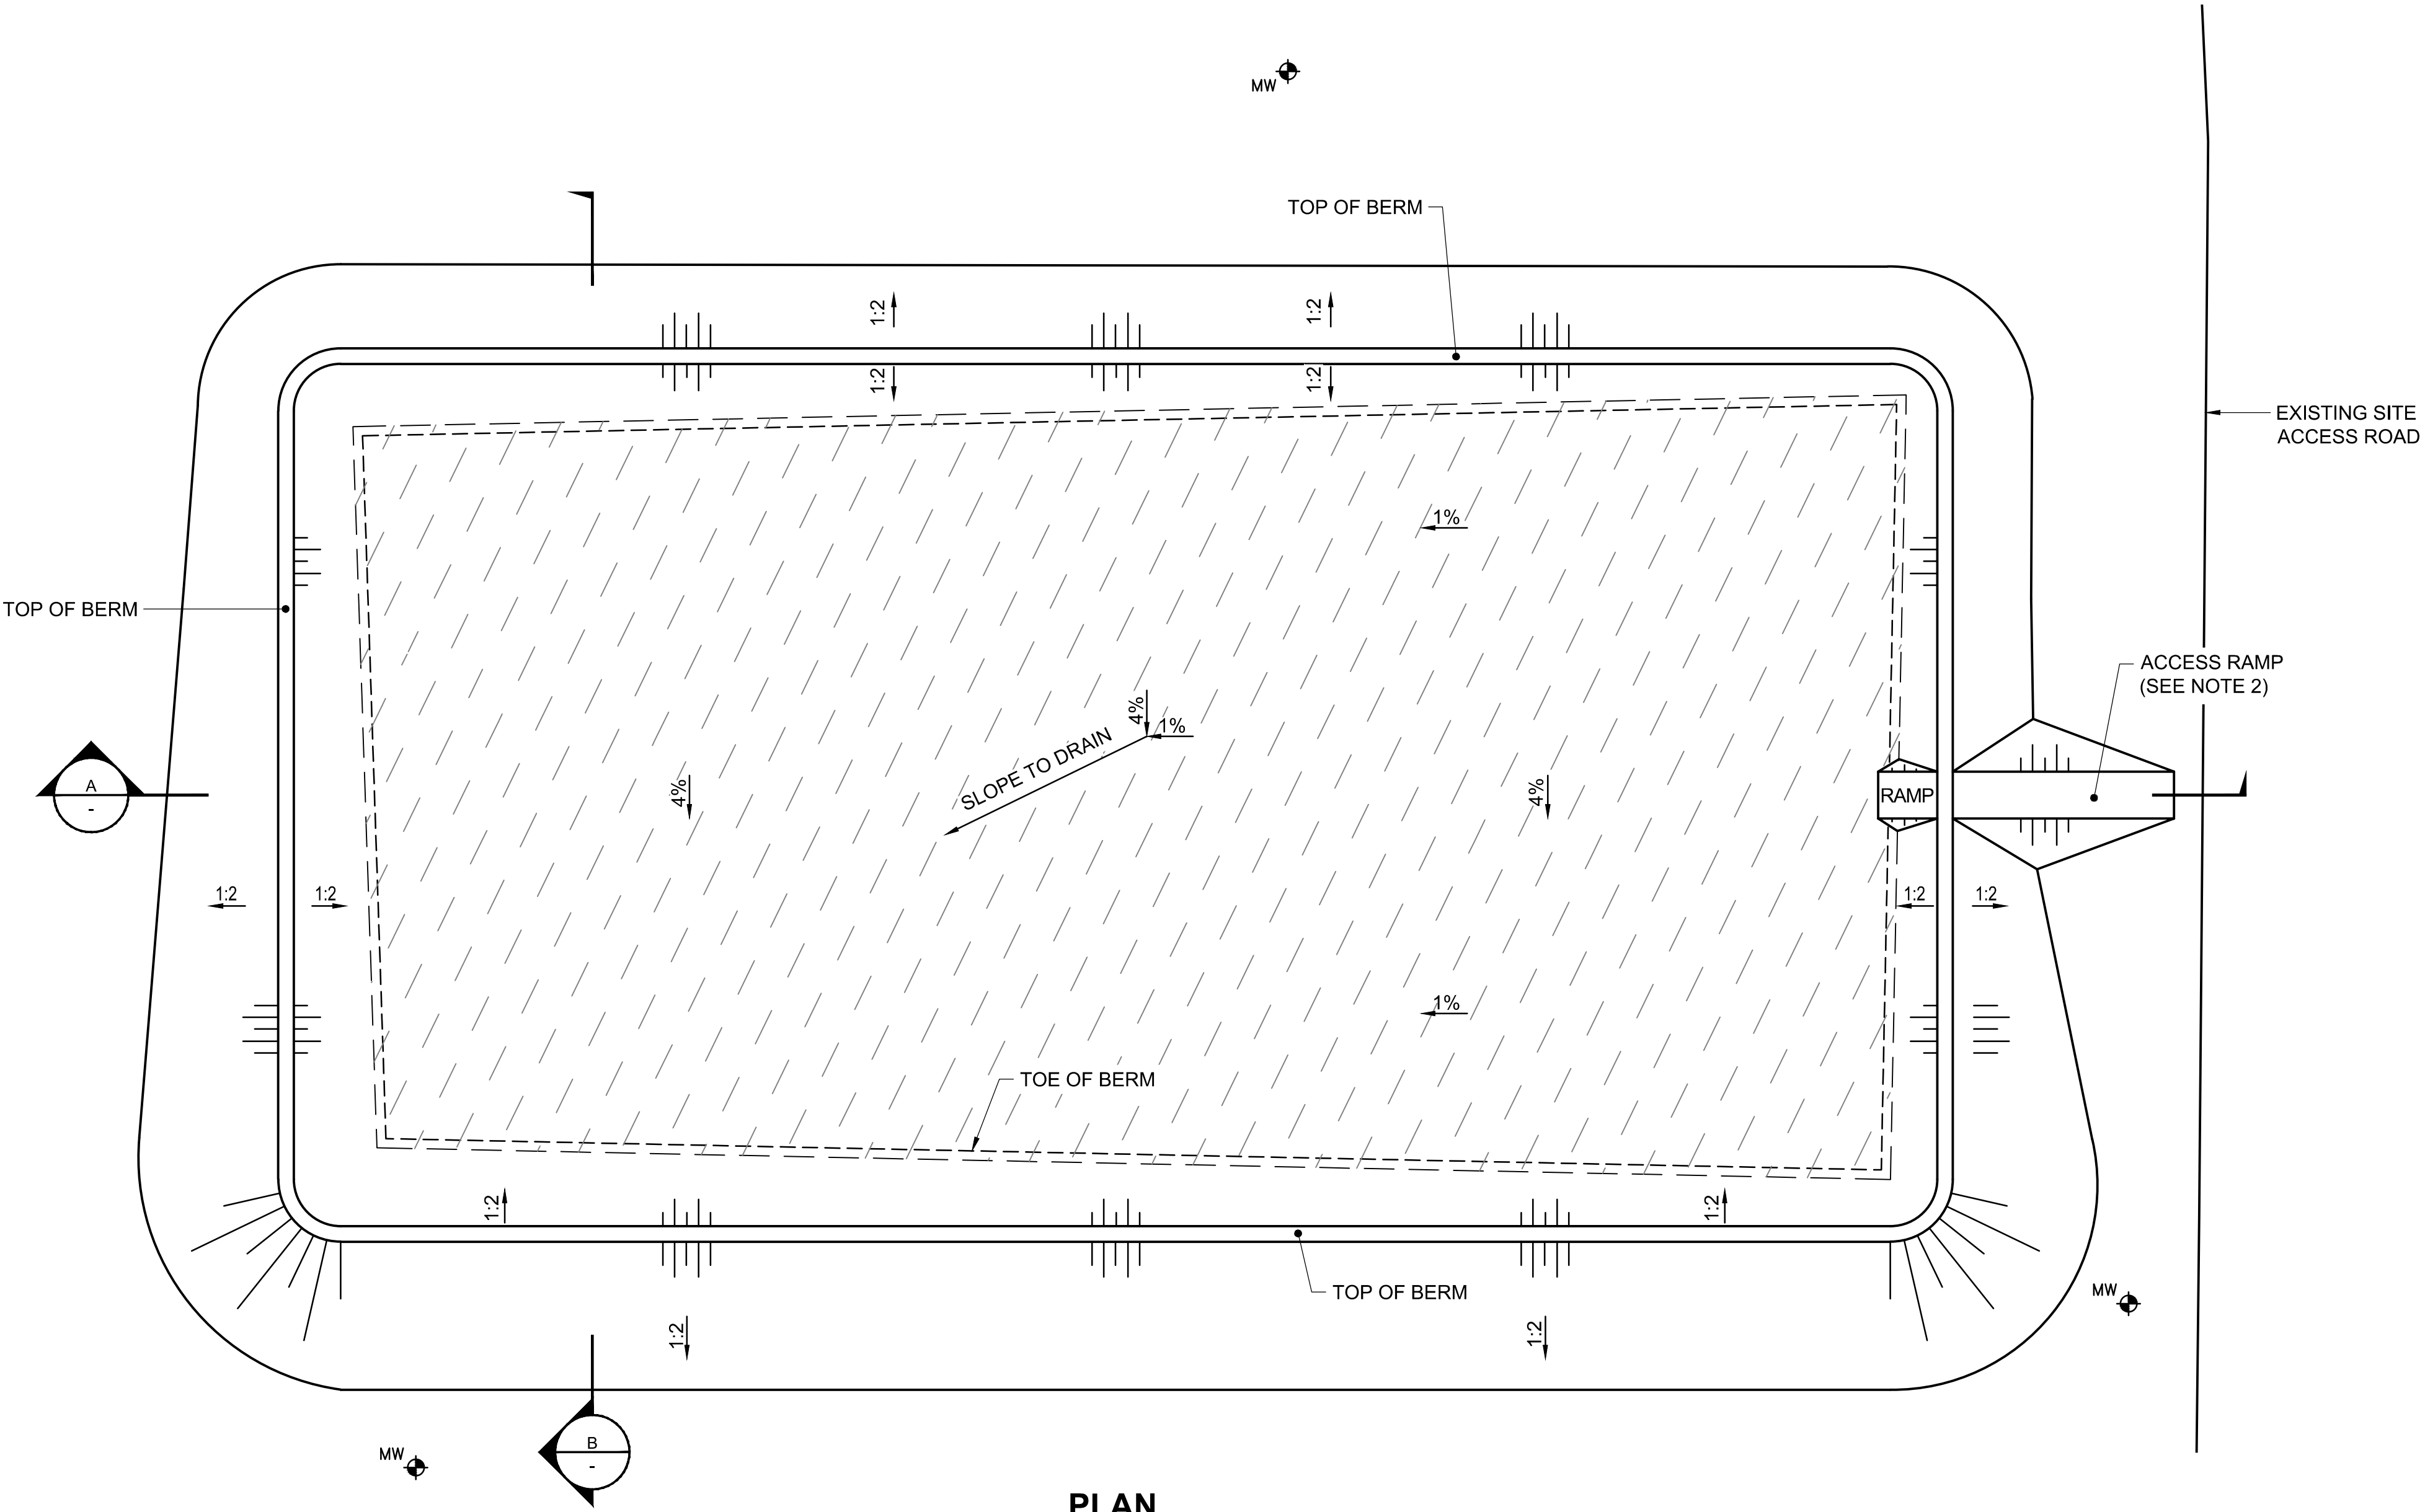 MW
TOP OF BERM
1:2
1:2
1:2
1:2
EXISTING SITE
ACCESS ROAD
1%
TOP OF BERM
ACCESS RAMP
(SEE NOTE 2)
4%
1%
SLOPE TO DRAIN
4%
4%
A
-
RAMP
1:2
1:2
1:2
1:2
1%
TOE OF BERM
1:2
1:2
TOP OF BERM
MW
1:2
1:2
B
-
MW
PLAN